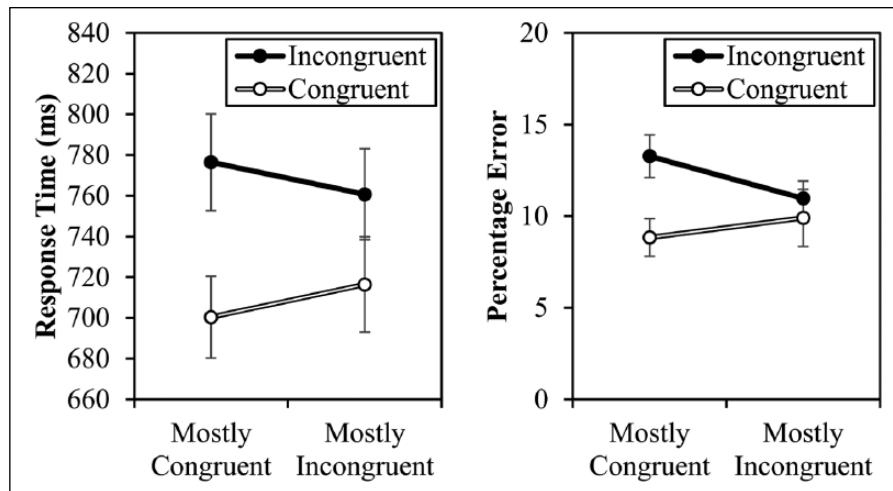 Response Time (ms)
840
820
800
780
760
740
720
700
680
660
Incongruent
Congruent
Mostly
Congruent
Mostly
Incongruent
Percentage Error
20
15
10
5
0
Incongruent
Congruent
Mostly
Congruent
Mostly
Incongruent